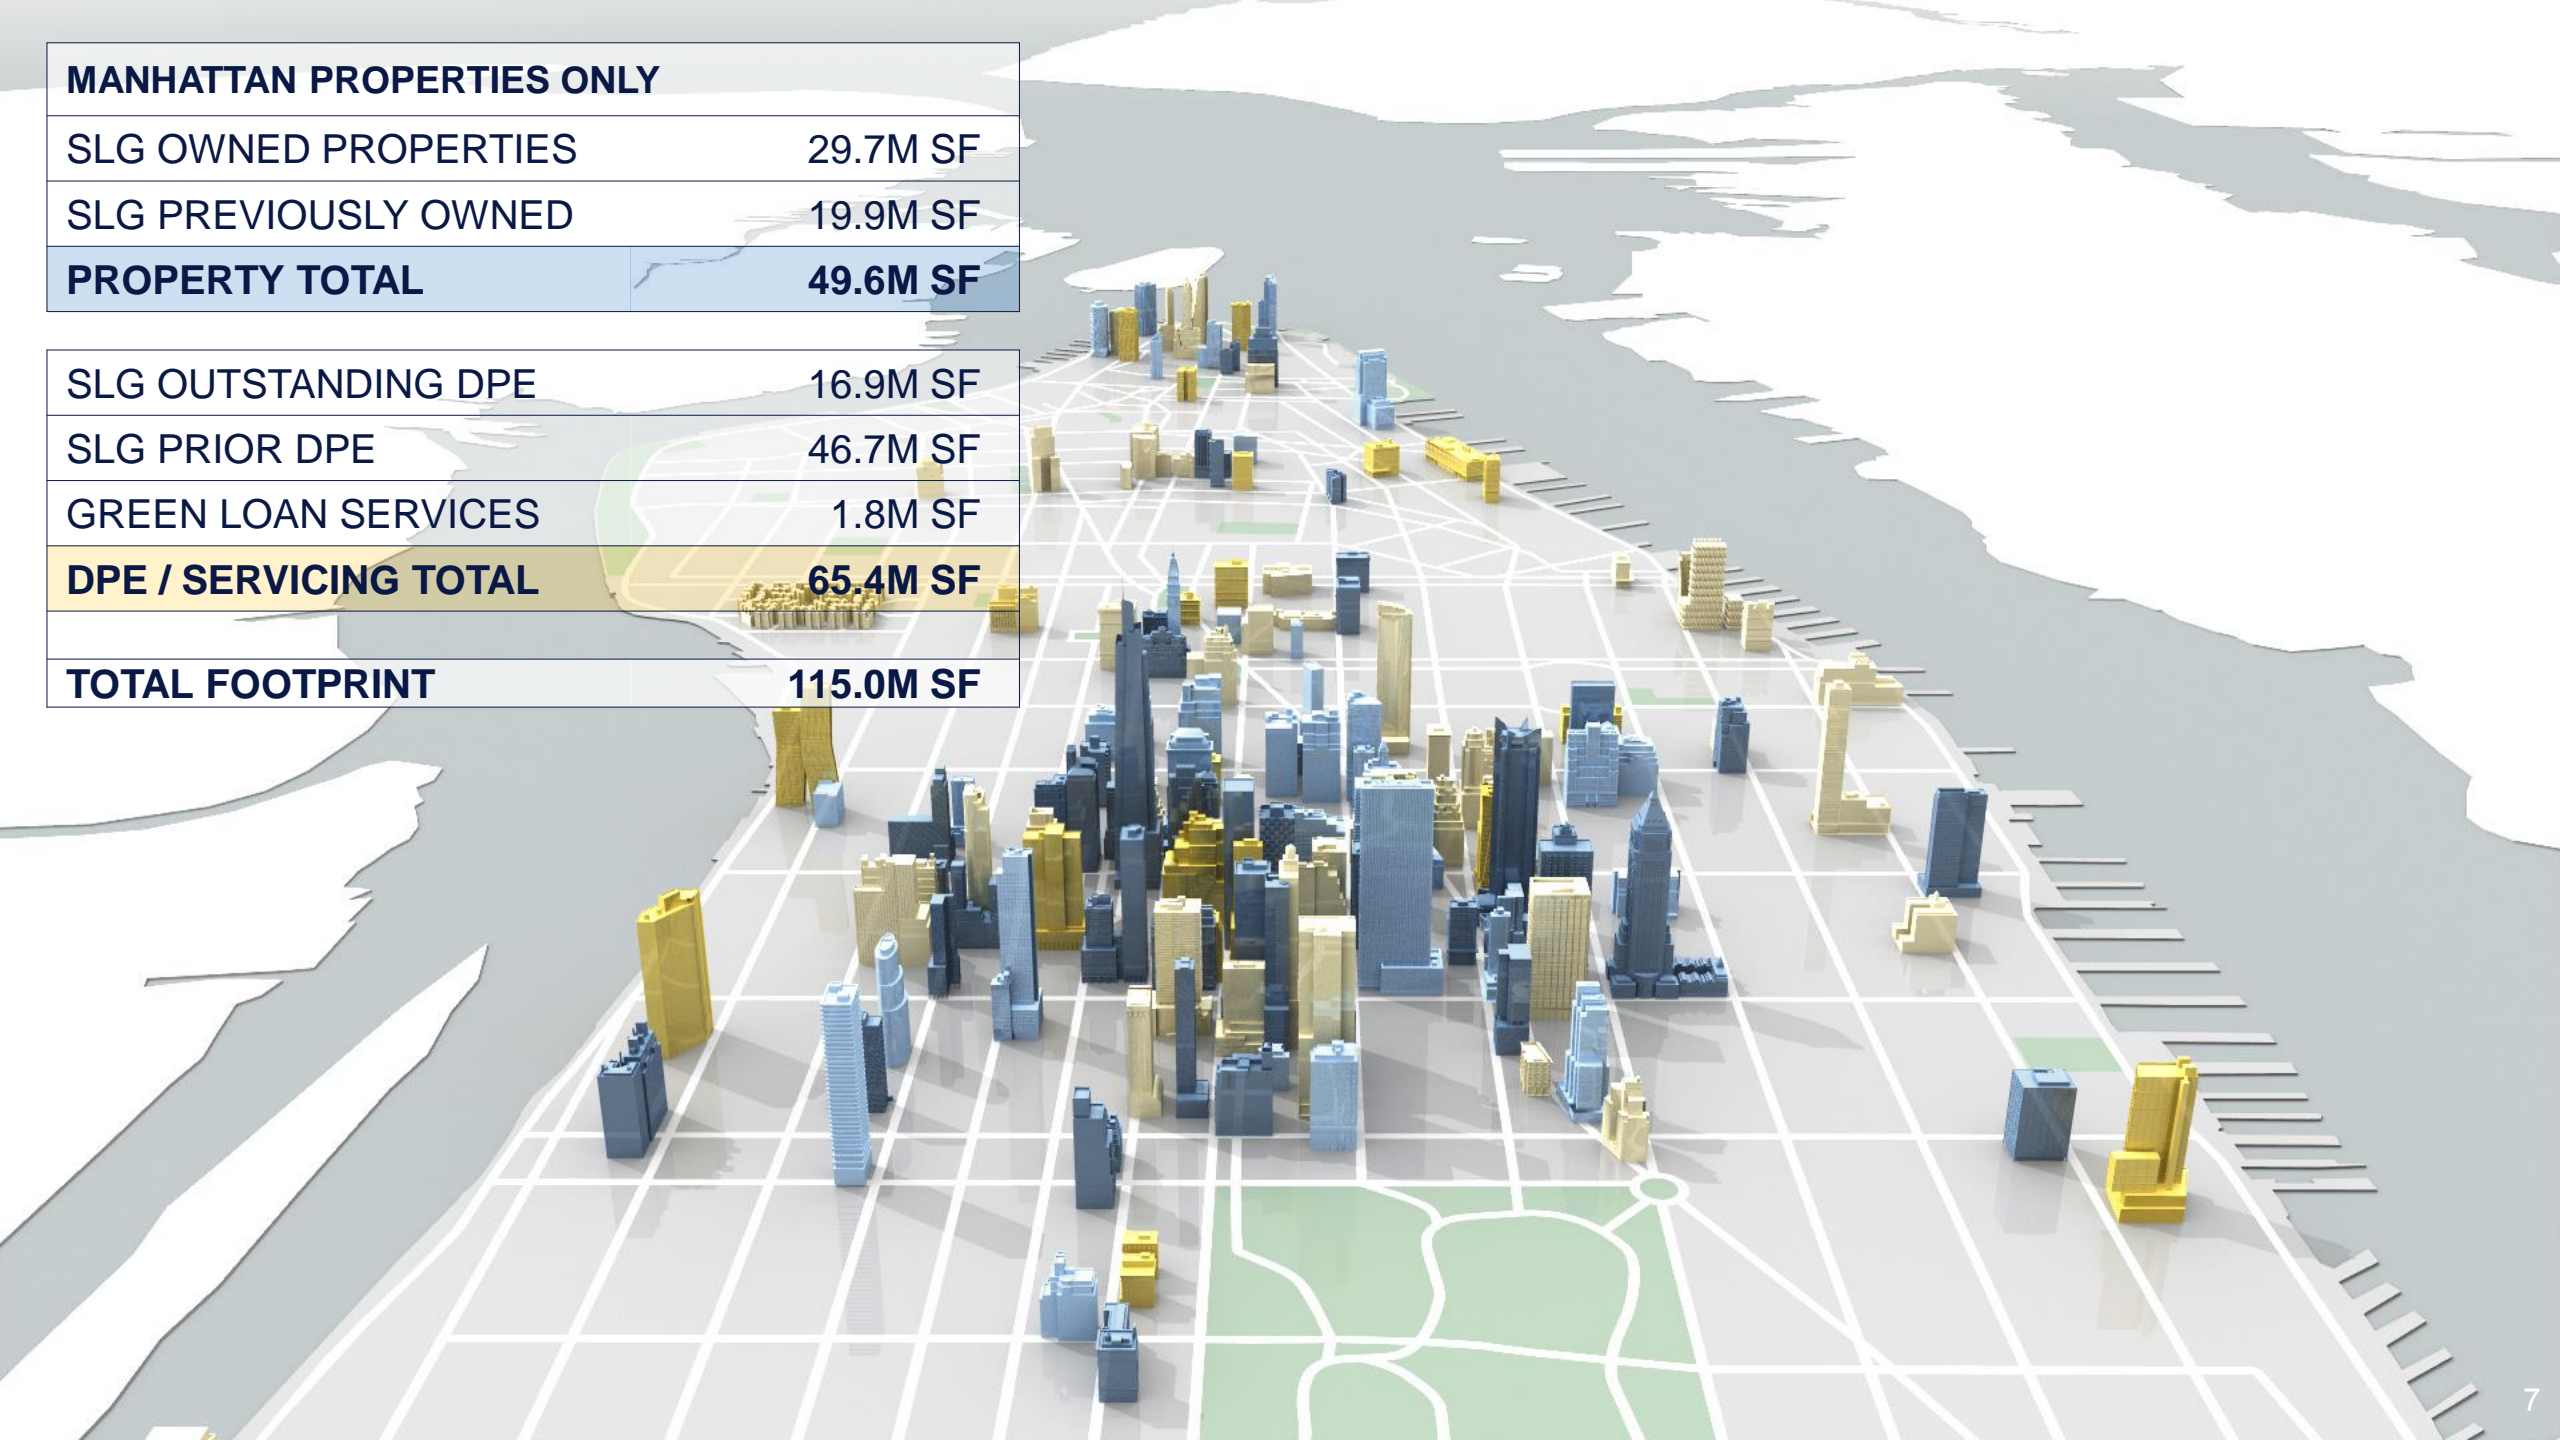 MANHATTAN PROPERTIES ONLY
SLG OWNED PROPERTIES 29.7M SF
SLG PREVIOUSLY OWNED 19.9M SF
PROPERTY TOTAL 49.6M SF
SLG OUTSTANDING DPE 16.9M SF
SLG PRIOR DPE 46.7M SF
GREEN LOAN SERVICES 1.8M SF
DPE / SERVICING TOTAL 65.4M SF
TOTAL FOOTPRINT 115.0M SF
7